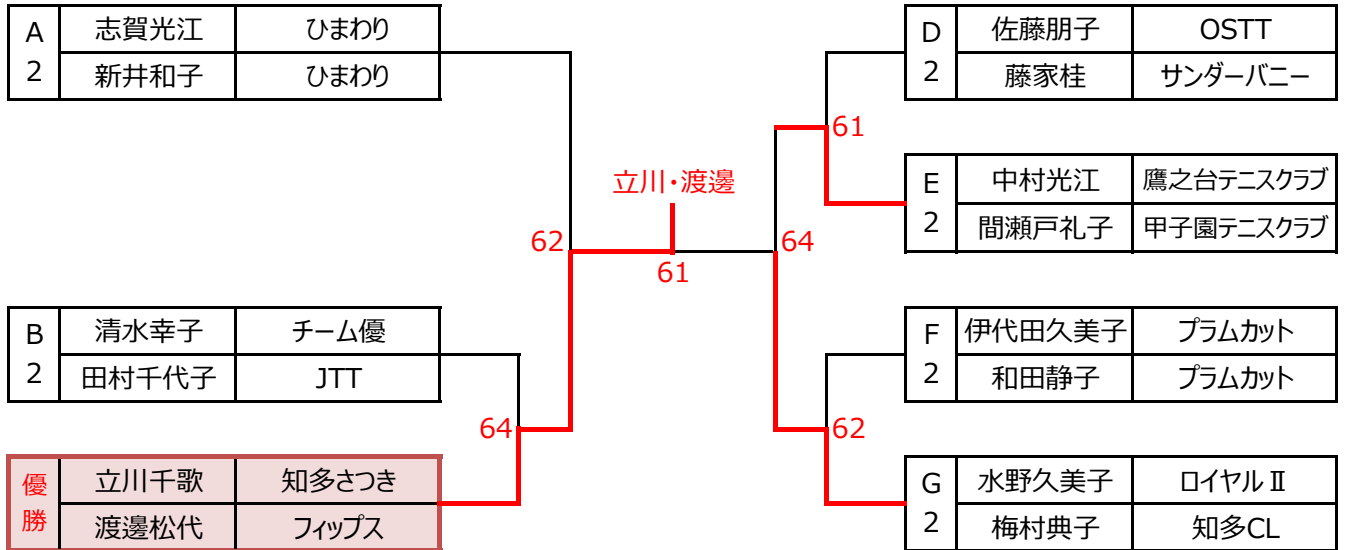 A 2
志賀光江 ひまわり
新井和子 ひまわり
B 2
清水幸子 チーム優
田村千代子 JTT
優勝
立川千歌 知多さつき
渡邊松代 フィップス
62
64
立川・渡邊
61
61
64
62
D 2
佐藤朋子 OSTT
藤家桂 サンダーバニー
E 2
中村光江 鷹之台テニスクラブ
間瀬戸礼子 甲子園テニスクラブ
F 2
伊代田久美子 プラムカット
和田静子 プラムカット
G 2
水野久美子 ロイヤルⅡ
梅村典子 知多CL